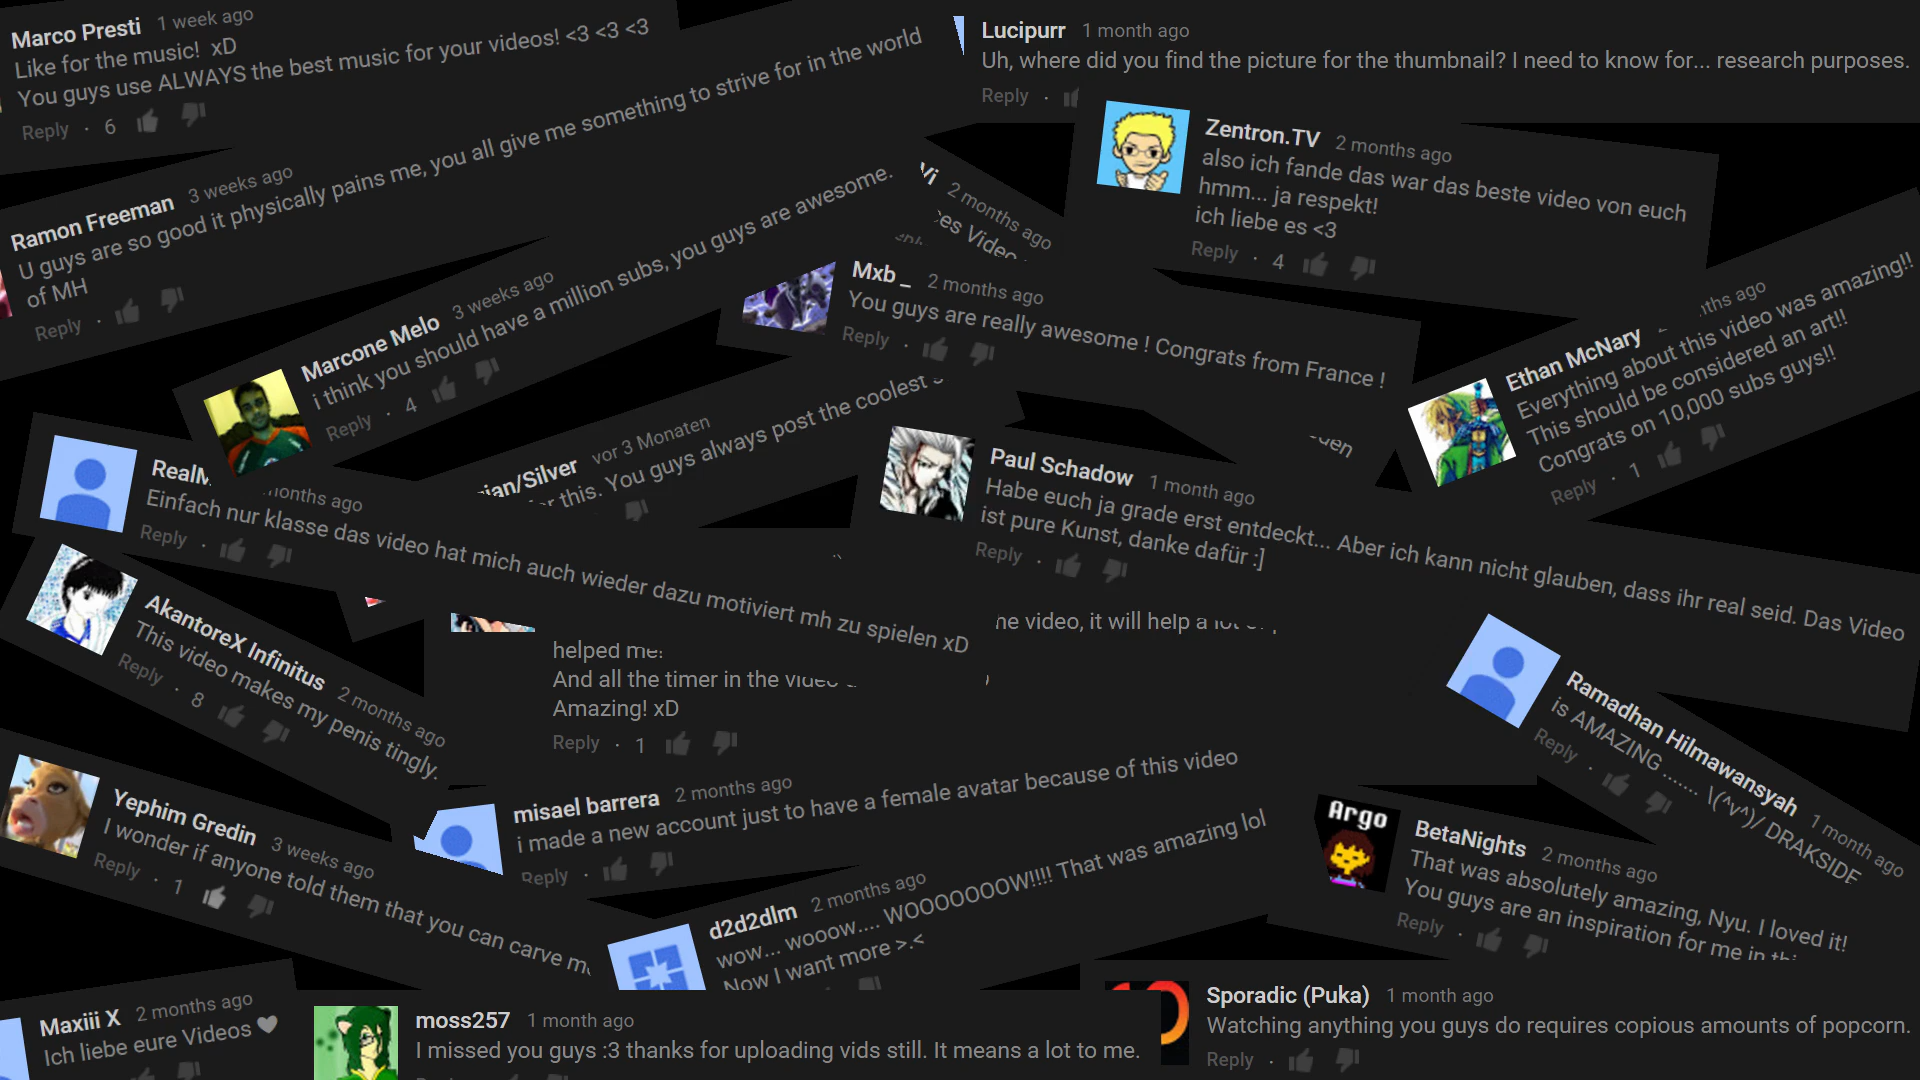 Marco Presti 1 week ago
Like for the music! xD
You guys use ALWAYS the best music for your videos! <3 <3 <3
Reply · 6
Lucipurr 1 month ago
Uh, where did you find the picture for the thumbnail? I need to know for... research purposes.
Reply ·
Ramon Freeman 3 weeks ago
U guys are so good it physically pains me, you all give me something to strive for in the world
of MH
Reply ·
Zentron.TV 2 months ago
also ich fande das war das beste video von euch
hmm... ja respekt!
ich liebe es <3
Reply · 4
2 months ago
Video
Marcone Melo 3 weeks ago
i think you should have a million subs, you guys are awesome.
Reply · 4
Mxb _ 2 months ago
You guys are really awesome ! Congrats from France !
Reply ·
Ethan McNary ago
Everything about this video was amazing!!
This should be considered an art!!
Congrats on 10,000 subs guys!!
Reply · 1
ian/Silver vor 3 Monaten
for this. You guys always post the coolest
RealM months ago
Einfach nur klasse das video hat mich auch wieder dazu motiviert mh zu spielen xD
Reply ·
Paul Schadow 1 month ago
Habe euch ja grade erst entdeckt... Aber ich kann nicht glauben, dass ihr real seid. Das Video
ist pure Kunst, danke dafür :]
Reply ·
AkantoreX Infinitus 2 months ago
This video makes my penis tingly.
Reply · 8
video, it will help a lot
helped me!
And all the timer in the video
Amazing! xD
Reply · 1
Ramadhan Hilmawansyah 1 month ago
is AMAZING ....... \(^v^)/ DRAKSIDE
Reply ·
Yephim Gredin 3 weeks ago
I wonder if anyone told them that you can carve
Reply · 1
misael barrera 2 months ago
i made a new account just to have a female avatar because of this video
Reply ·
Argo
BetaNights 2 months ago
That was absolutely amazing, Nyu. I loved it!
You guys are an inspiration for me in
Reply ·
d2d2dlm 2 months ago
wow... wooow.... WOOOOOOOW!!!! That was amazing lol
Now I want more >.<
Maxiii X 2 months ago
Ich liebe eure Videos ♥
moss257 1 month ago
I missed you guys :3 thanks for uploading vids still. It means a lot to me.
Sporadic (Puka) 1 month ago
Watching anything you guys do requires copious amounts of popcorn.
Reply ·